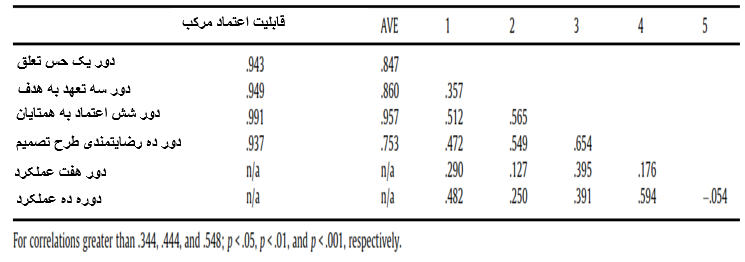 قابلیت اعتماد مرکب AVE 1 2 3 4 5
دور یک حس تعلق .943 .847
دور سه تعهد به هدف .949 .860 .357
دور شش اعتماد به همتایان .991 .957 .512 .565
دور ده رضایتمندی طرح تصمیم .937 .753 .472 .549 .654
دور هفت عملکرد n/a n/a .290 .127 .395 .176
دوره ده عملکرد n/a n/a .482 .250 .391 .594 –.054
For correlations greater than .344, .444, and .548; p < .05, p < .01, and p < .001, respectively.